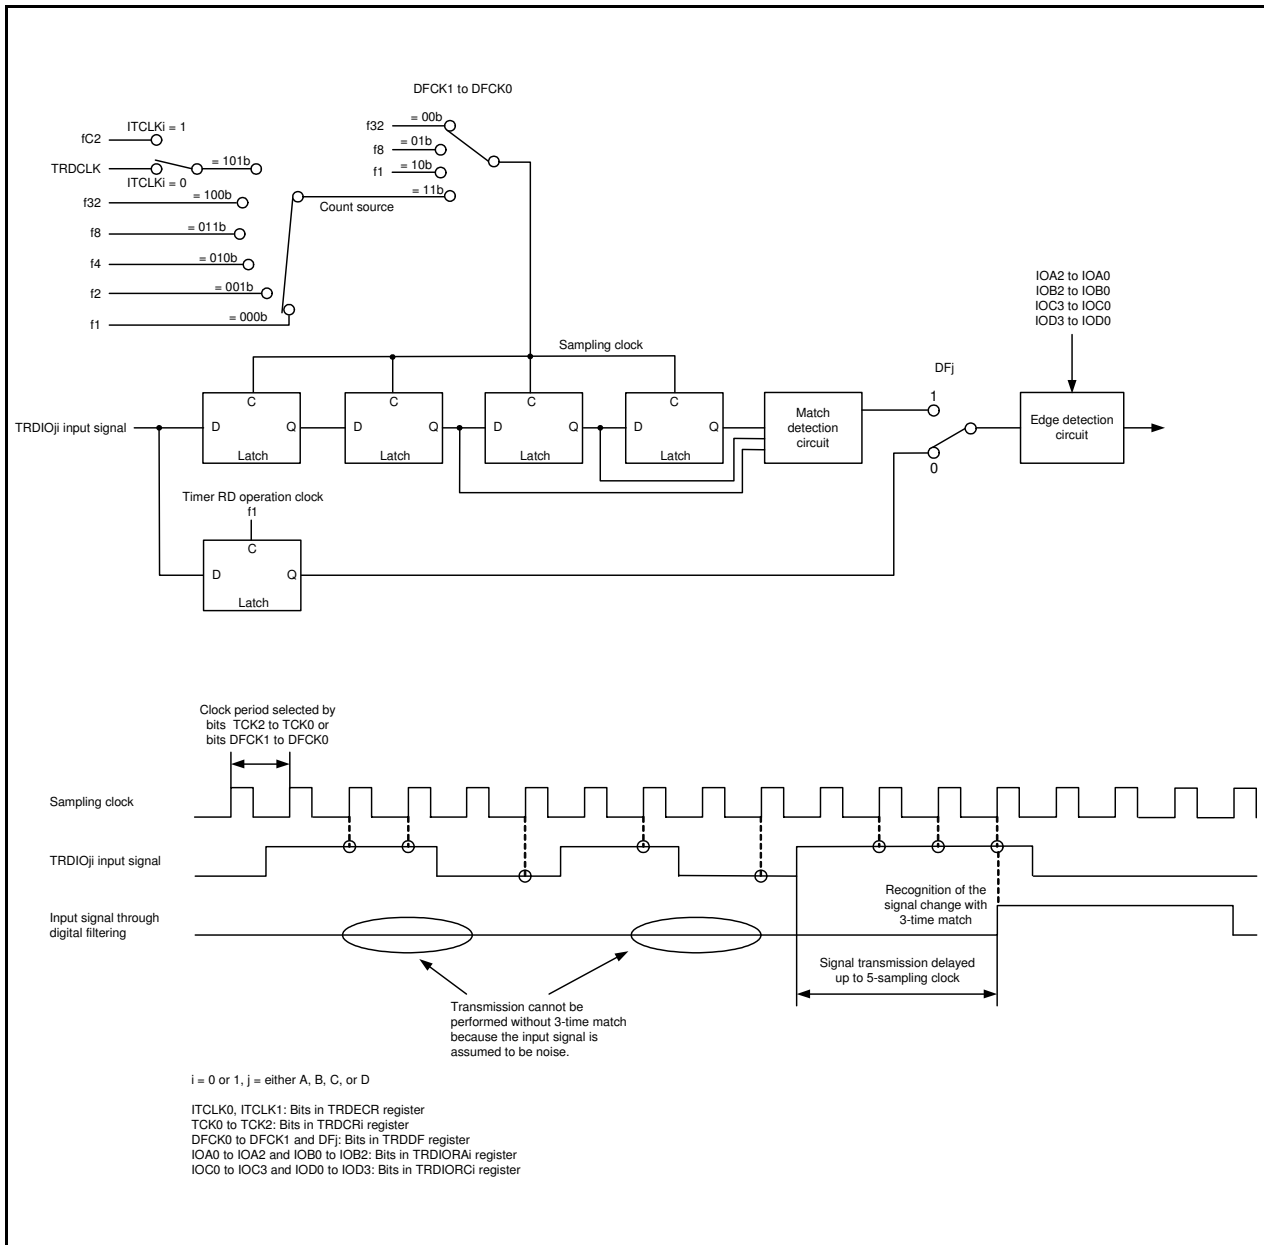 DFCK1 to DFCK0
fC2
ITCLKi = 1
TRDCLK
= 101b
ITCLKi = 0
f32
= 100b
f8
= 011b
f4
= 010b
f2
= 001b
f1
= 000b
f32
= 00b
f8
= 01b
f1
= 10b
= 11b
Count source
IOA2 to IOA0
IOB2 to IOB0
IOC3 to IOC0
IOD3 to IOD0
Sampling clock
DFj
1
0
TRDIOji input signal
C
D
Q
Latch
C
D
Q
Latch
C
D
Q
Latch
C
D
Q
Latch
Match
detection
circuit
Edge detection
circuit
Timer RD operation clock
f1
C
D
Q
Latch
Clock period selected by
bits TCK2 to TCK0 or
bits DFCK1 to DFCK0
Sampling clock
TRDIOji input signal
Input signal through
digital filtering
Recognition of the
signal change with
3-time match
Signal transmission delayed
up to 5-sampling clock
Transmission cannot be
performed without 3-time match
because the input signal is
assumed to be noise.
i = 0 or 1, j = either A, B, C, or D
ITCLK0, ITCLK1: Bits in TRDECR register
TCK0 to TCK2: Bits in TRDCRi register
DFCK0 to DFCK1 and DFj: Bits in TRDDF register
IOA0 to IOA2 and IOB0 to IOB2: Bits in TRDIORAi register
IOC0 to IOC3 and IOD0 to IOD3: Bits in TRDIORCi register